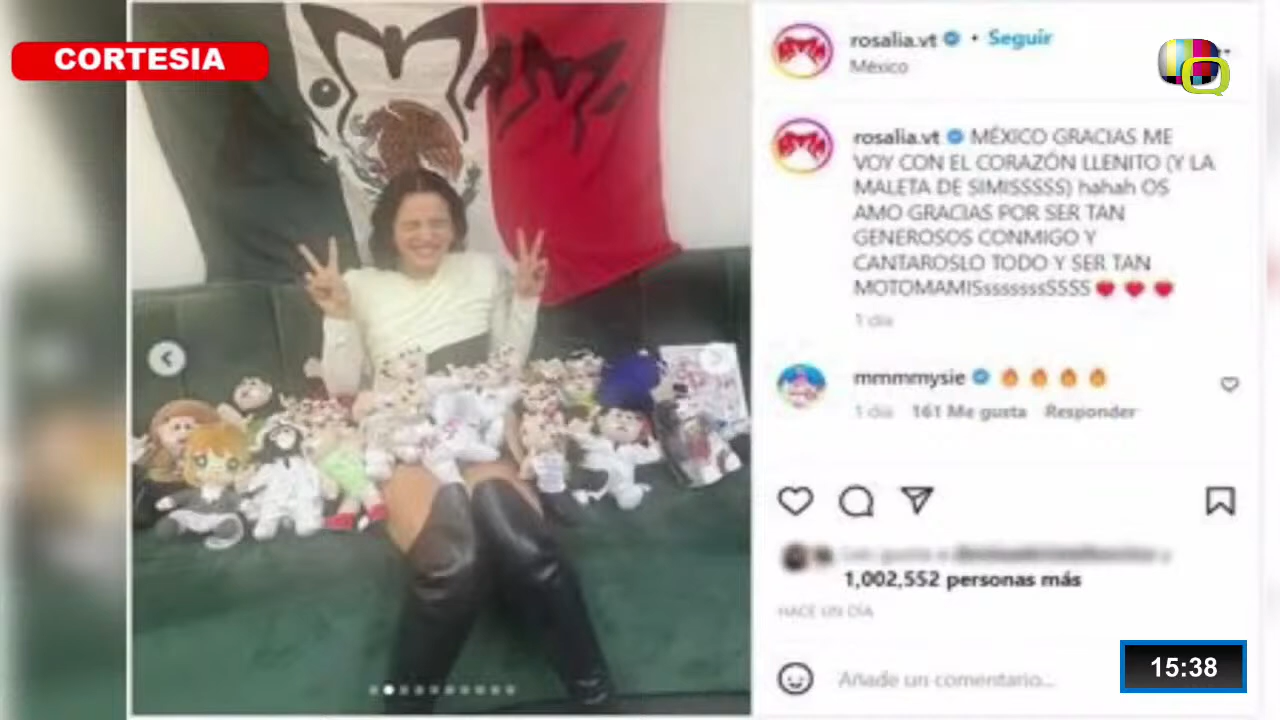 CORTESIA
rosalia.vt • Seguir
México
rosalia.vt MÉXICO GRACIAS ME
VOY CON EL CORAZÓN LLENITO (Y LA
MALETA DE SIMISSSSS) hahah OS
AMO GRACIAS POR SER TAN
GENEROSOS CONMIGO Y
CANTAROSLO TODO Y SER TAN
MOTOMAMISsssssssSSSS
1 día
mmmmysie
1 día 161 Me gusta Responder
1,002,552 personas más
HACE UN DÍA
Añade un comentario...
15:38